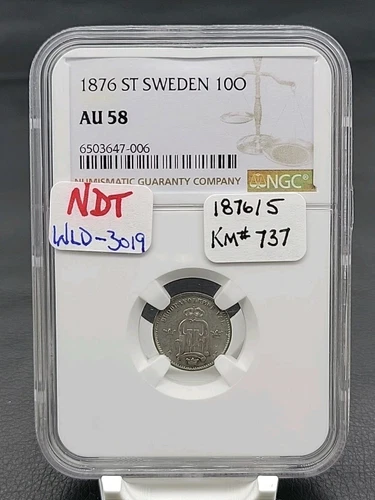 1876 ST SWEDEN 10O
AU 58
6503647-006
NUMISMATIC GUARANTY COMPANY
NGC
NDT
WLD-3019
1876/5
KM# 737